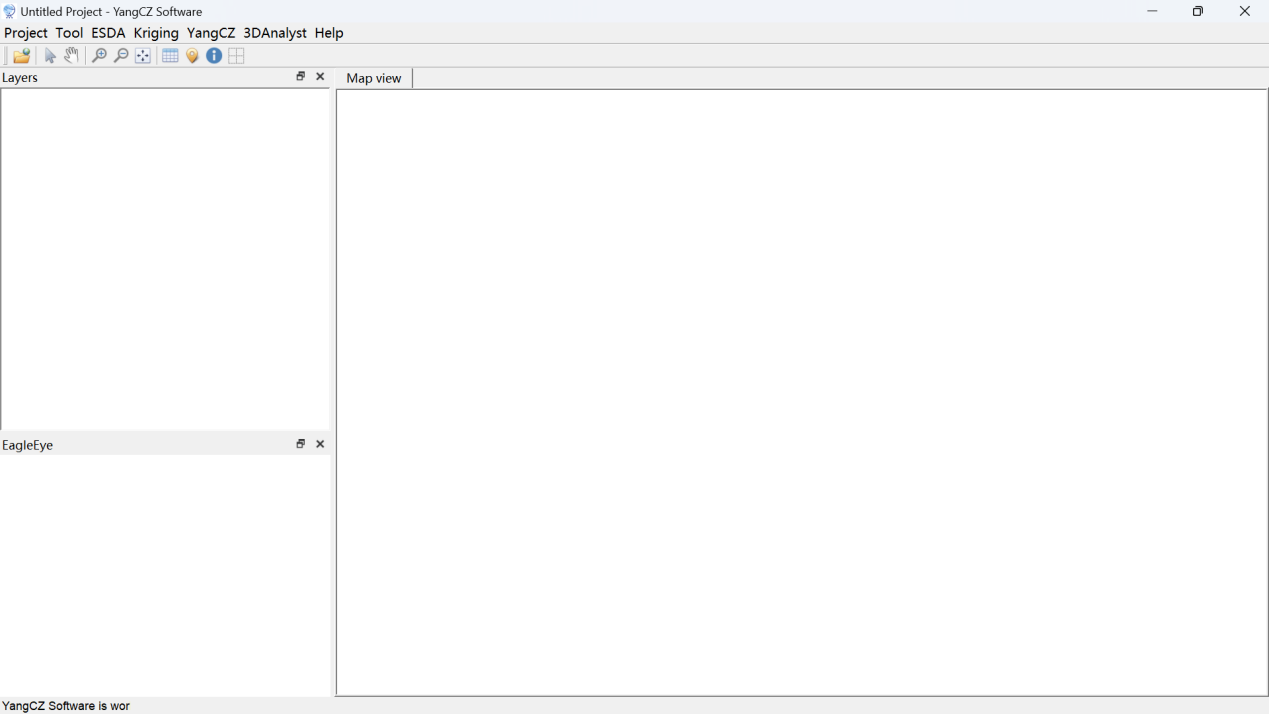 Untitled Project - YangCZ Software
Project Tool ESDA Kriging YangCZ 3DAnalyst Help
Layers
Map view
EagleEye
YangCZ Software is wor